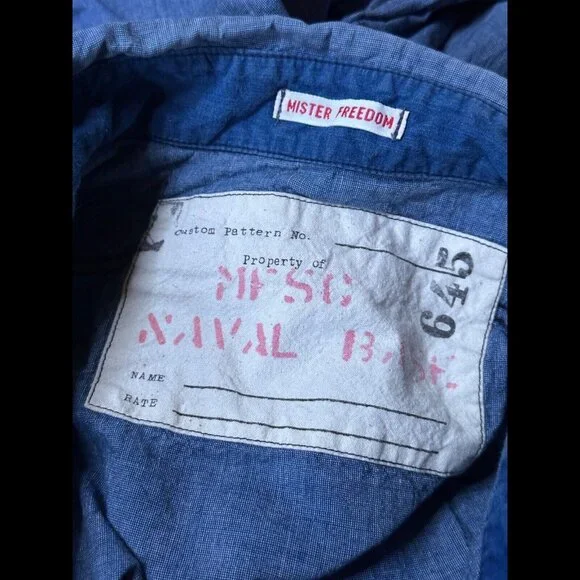 MISTER FREEDOM
Custom Pattern No.
Property of
MFSC
NAVAL BASE
645
NAME
RATE